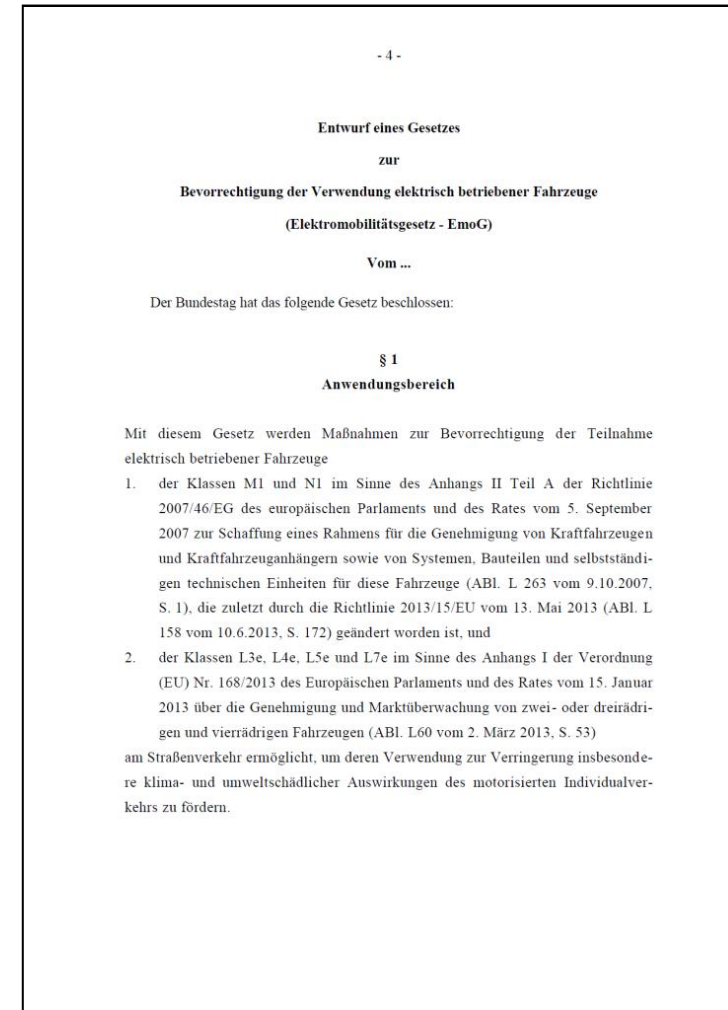 - 4 -
Entwurf eines Gesetzes
zur
Bevorrechtigung der Verwendung elektrisch betriebener Fahrzeuge
(Elektromobilitätsgesetz - EmoG)
Vom ...
Der Bundestag hat das folgende Gesetz beschlossen:
§ 1
Anwendungsbereich
Mit diesem Gesetz werden Maßnahmen zur Bevorrechtigung der Teilnahme
elektrisch betriebener Fahrzeuge
1. der Klassen M1 und N1 im Sinne des Anhangs II Teil A der Richtlinie
2007/46/EG des europäischen Parlaments und des Rates vom 5. September
2007 zur Schaffung eines Rahmens für die Genehmigung von Kraftfahrzeugen
und Kraftfahrzeuganhängern sowie von Systemen, Bauteilen und selbstständi-
gen technischen Einheiten für diese Fahrzeuge (ABl. L 263 vom 9.10.2007,
S. 1), die zuletzt durch die Richtlinie 2013/15/EU vom 13. Mai 2013 (ABl. L
158 vom 10.6.2013, S. 172) geändert worden ist, und
2. der Klassen L3e, L4e, L5e und L7e im Sinne des Anhangs I der Verordnung
(EU) Nr. 168/2013 des Europäischen Parlaments und des Rates vom 15. Januar
2013 über die Genehmigung und Marktüberwachung von zwei- oder dreirädri-
gen und vierrädrigen Fahrzeugen (ABl. L60 vom 2. März 2013, S. 53)
am Straßenverkehr ermöglicht, um deren Verwendung zur Verringerung insbesonde-
re klima- und umweltschädlicher Auswirkungen des motorisierten Individualver-
kehrs zu fördern.